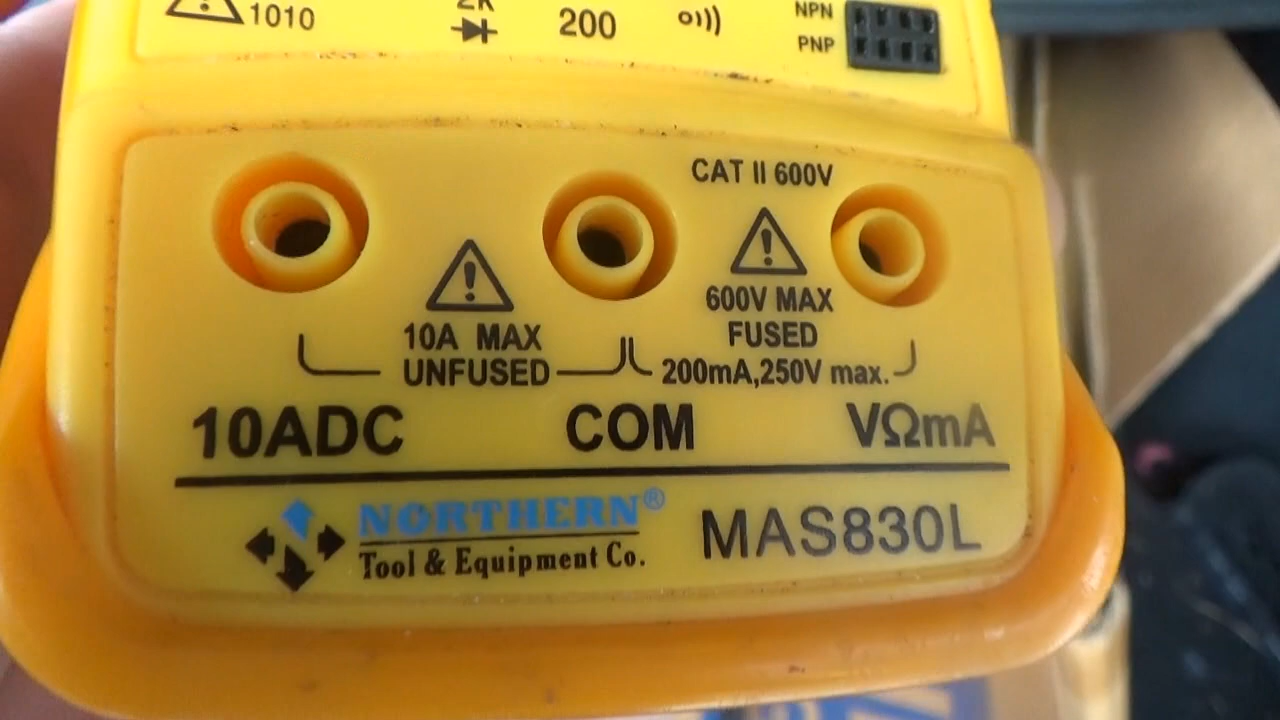 1010
2K
200
NPN
PNP
CAT II 600V
10A MAX
UNFUSED
600V MAX
FUSED
200mA,250V max.
10ADC
COM
VΩmA
NORTHERN®
Tool & Equipment Co.
MAS830L